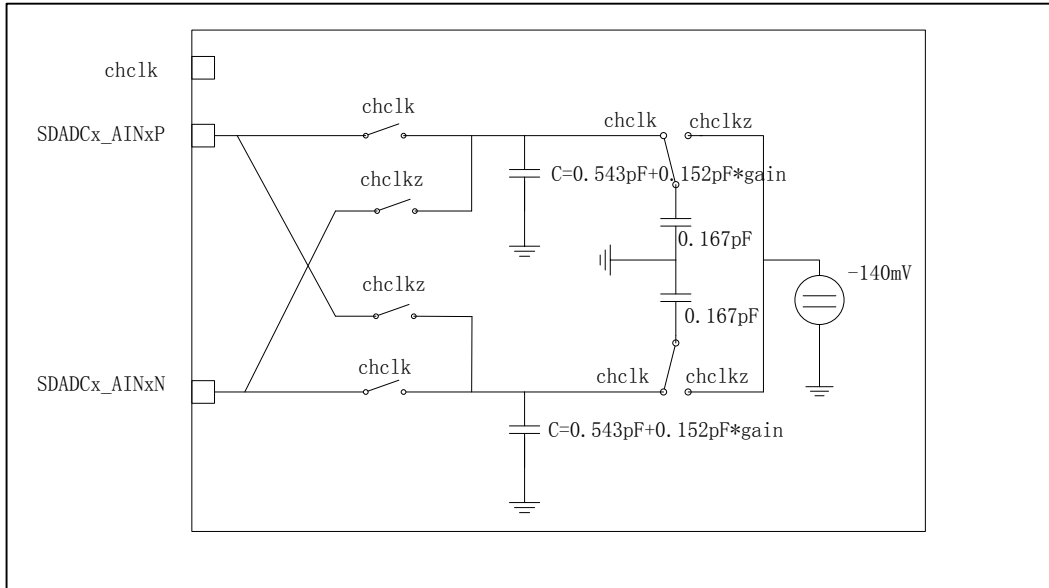 chclk
SDADCx_AINxP
chclk
chclk
chclkz
C=0.543pF+0.152pF*gain
chclkz
0.167pF
-140mV
chclkz
0.167pF
SDADCx_AINxN
chclk
chclk
chclkz
C=0.543pF+0.152pF*gain